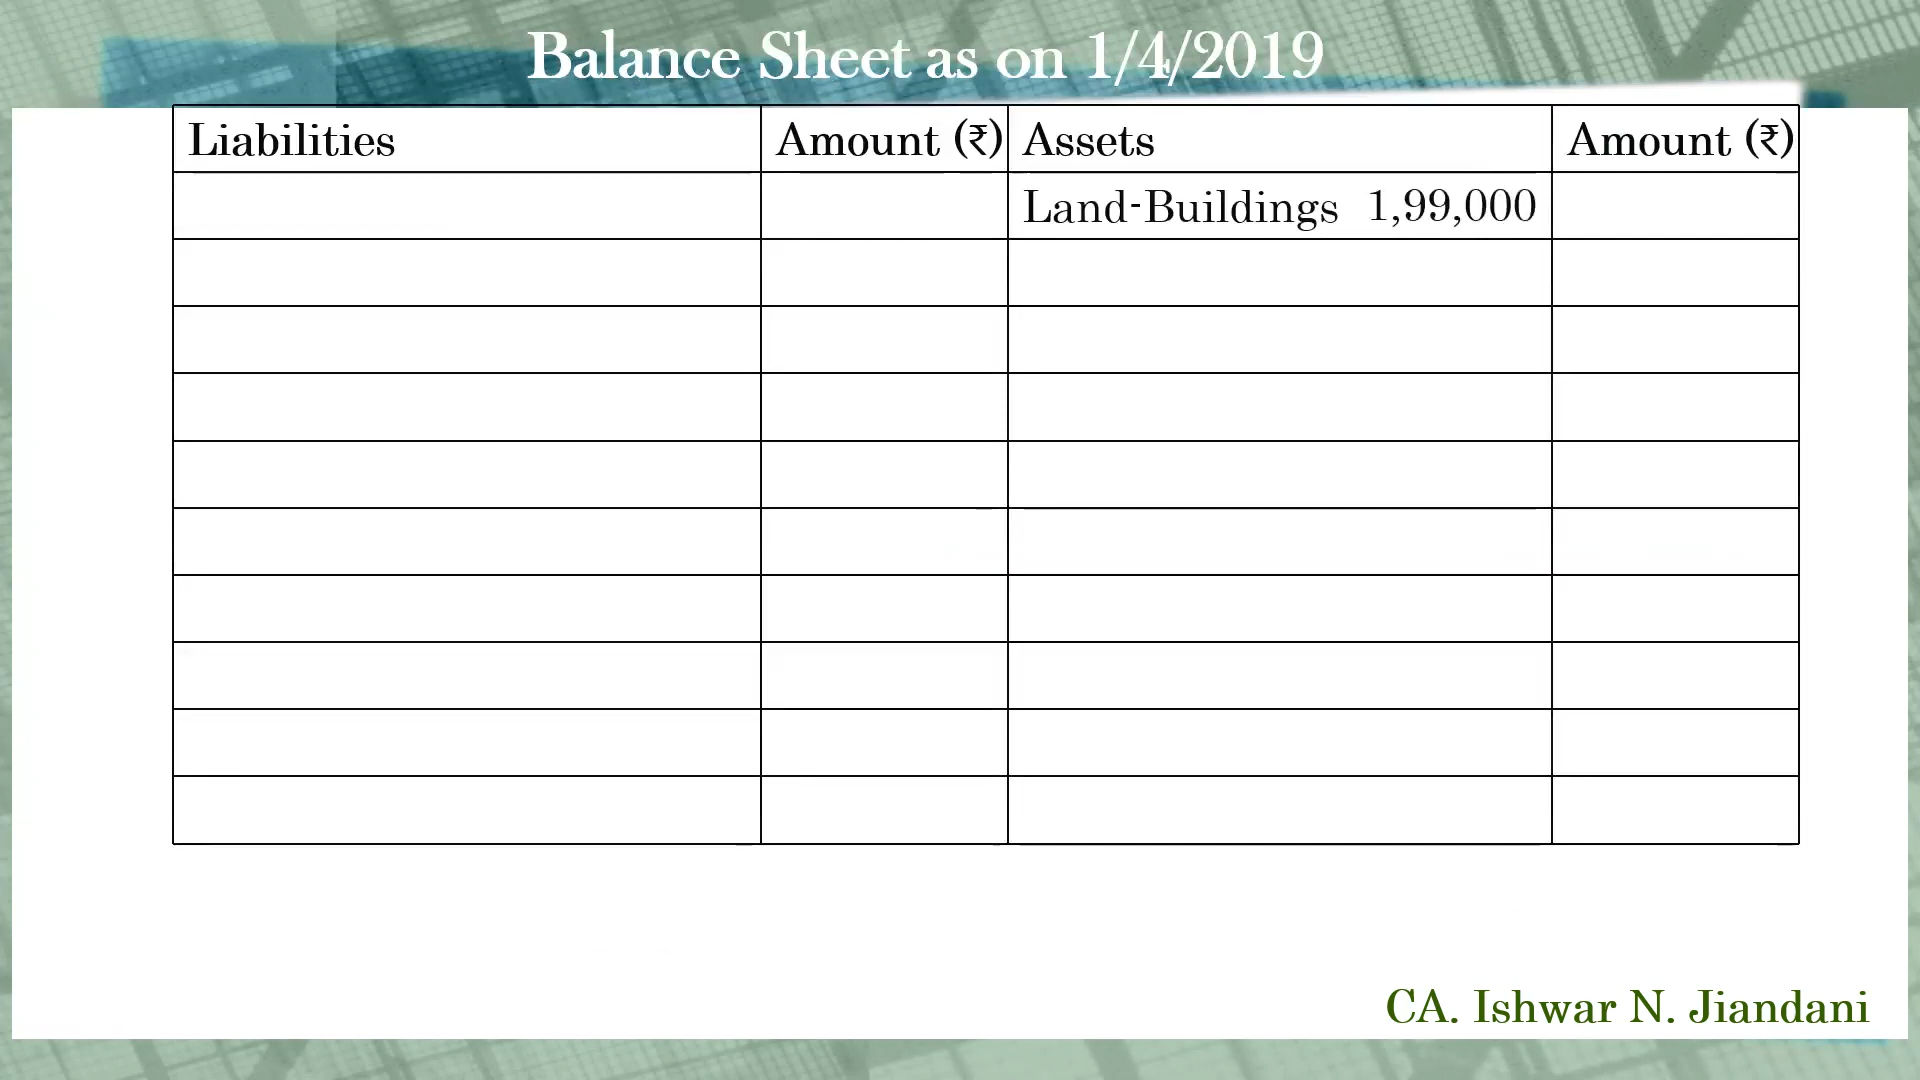 Balance Sheet as on 1/4/2019
Liabilities Amount (₹) Assets Amount (₹)
Land-Buildings 1,99,000
CA. Ishwar N. Jiandani